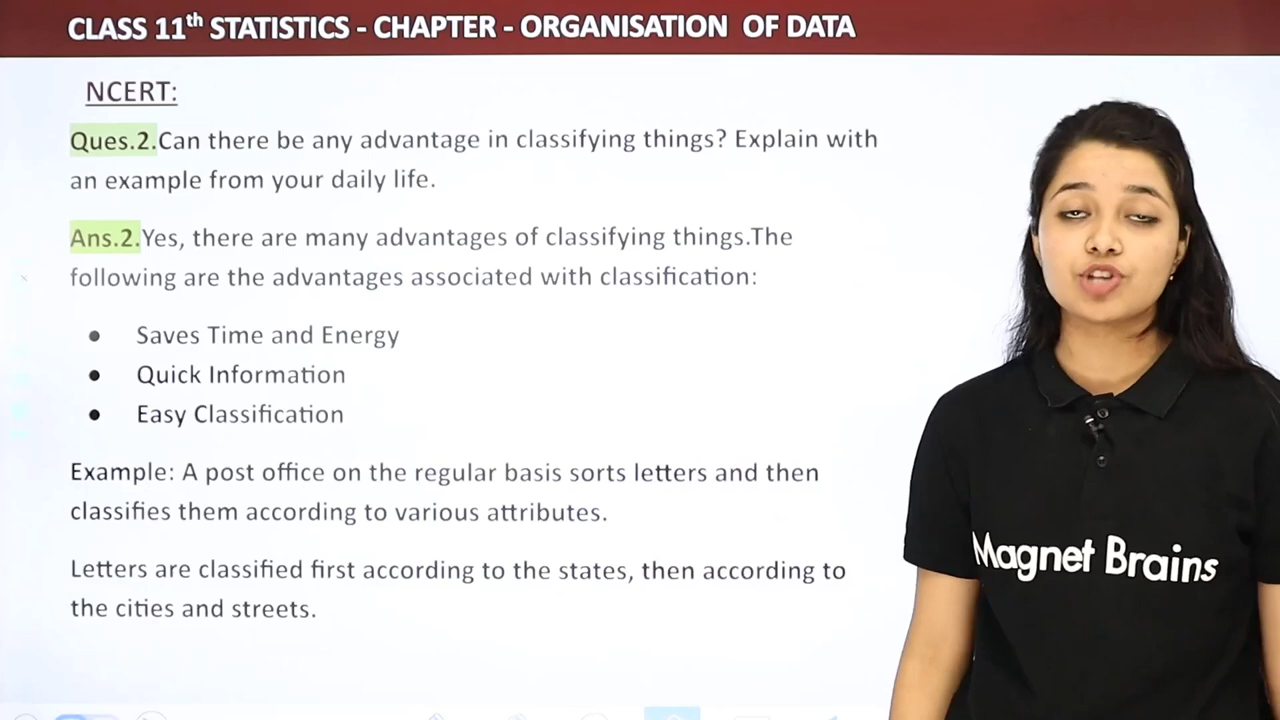 CLASS 11th STATISTICS - CHAPTER - ORGANISATION OF DATA
NCERT:
Ques.2.Can there be any advantage in classifying things? Explain with
an example from your daily life.
Ans.2.Yes, there are many advantages of classifying things.The
following are the advantages associated with classification:
• Saves Time and Energy
• Quick Information
• Easy Classification
Example: A post office on the regular basis sorts letters and then
classifies them according to various attributes.
Letters are classified first according to the states, then according to
the cities and streets.
Magnet Brains